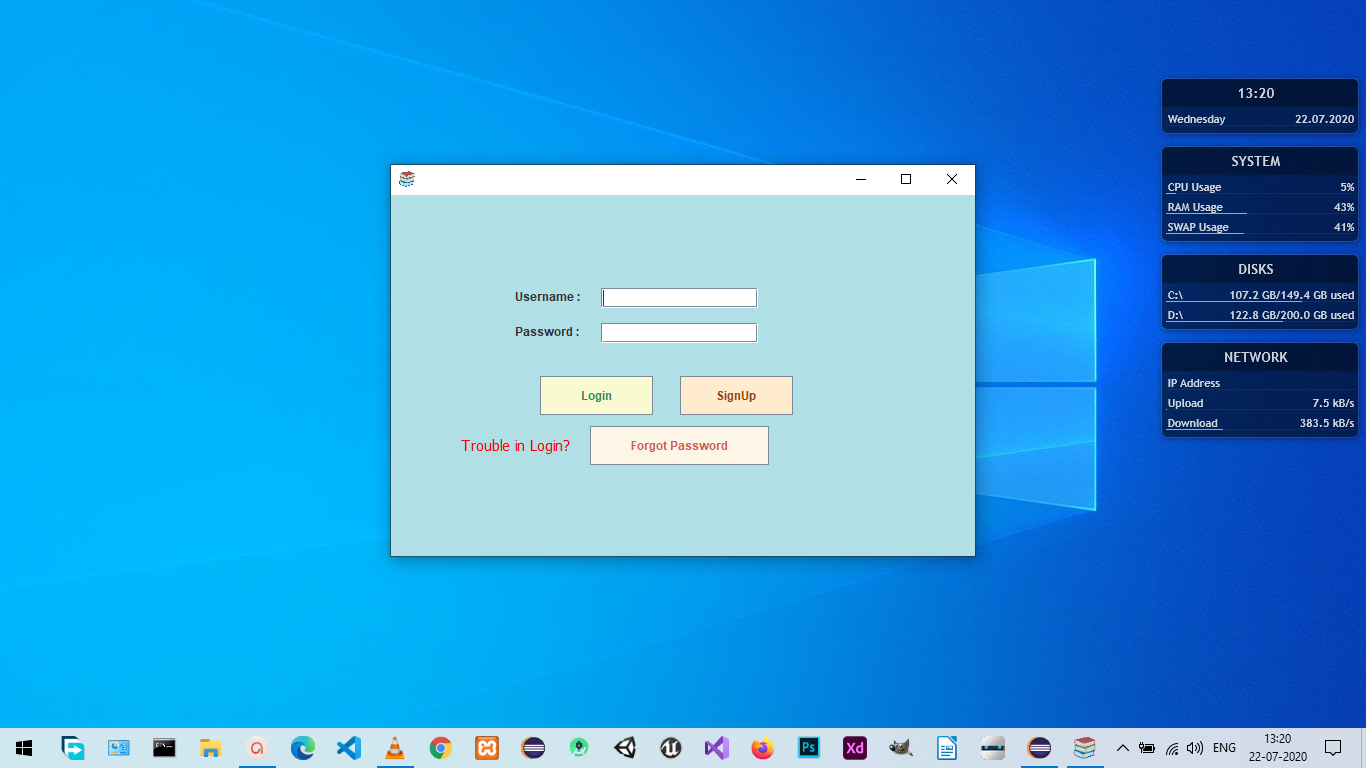 13:20
Wednesday 22.07.2020
SYSTEM
CPU Usage 5%
RAM Usage 43%
SWAP Usage 41%
DISKS
C:\ 107.2 GB/149.4 GB used
D:\ 122.8 GB/200.0 GB used
NETWORK
IP Address
Upload 7.5 kB/s
Download 383.5 kB/s
Username :
Password :
Login SignUp
Trouble in Login? Forgot Password
Ps Xd ENG 13:20
22-07-2020